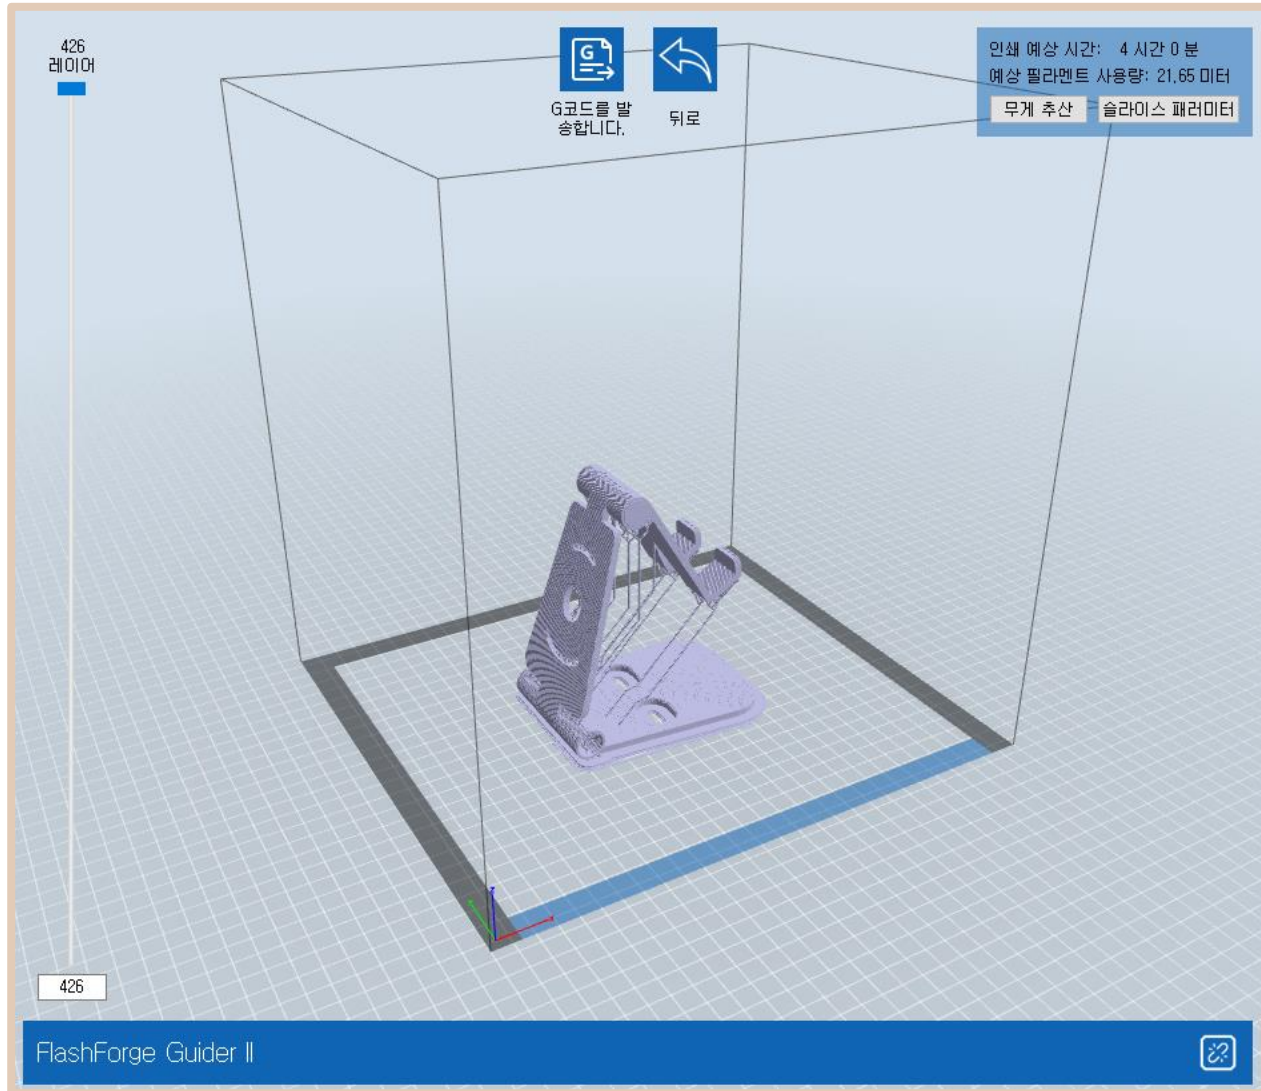 426
레이어
G코드를 발
송합니다.
뒤로
인쇄 예상 시간: 4 시간 0 분
예상 필라멘트 사용량: 21,65 미터
무게 추산
슬라이스 패러미터
426
FlashForge Guider II